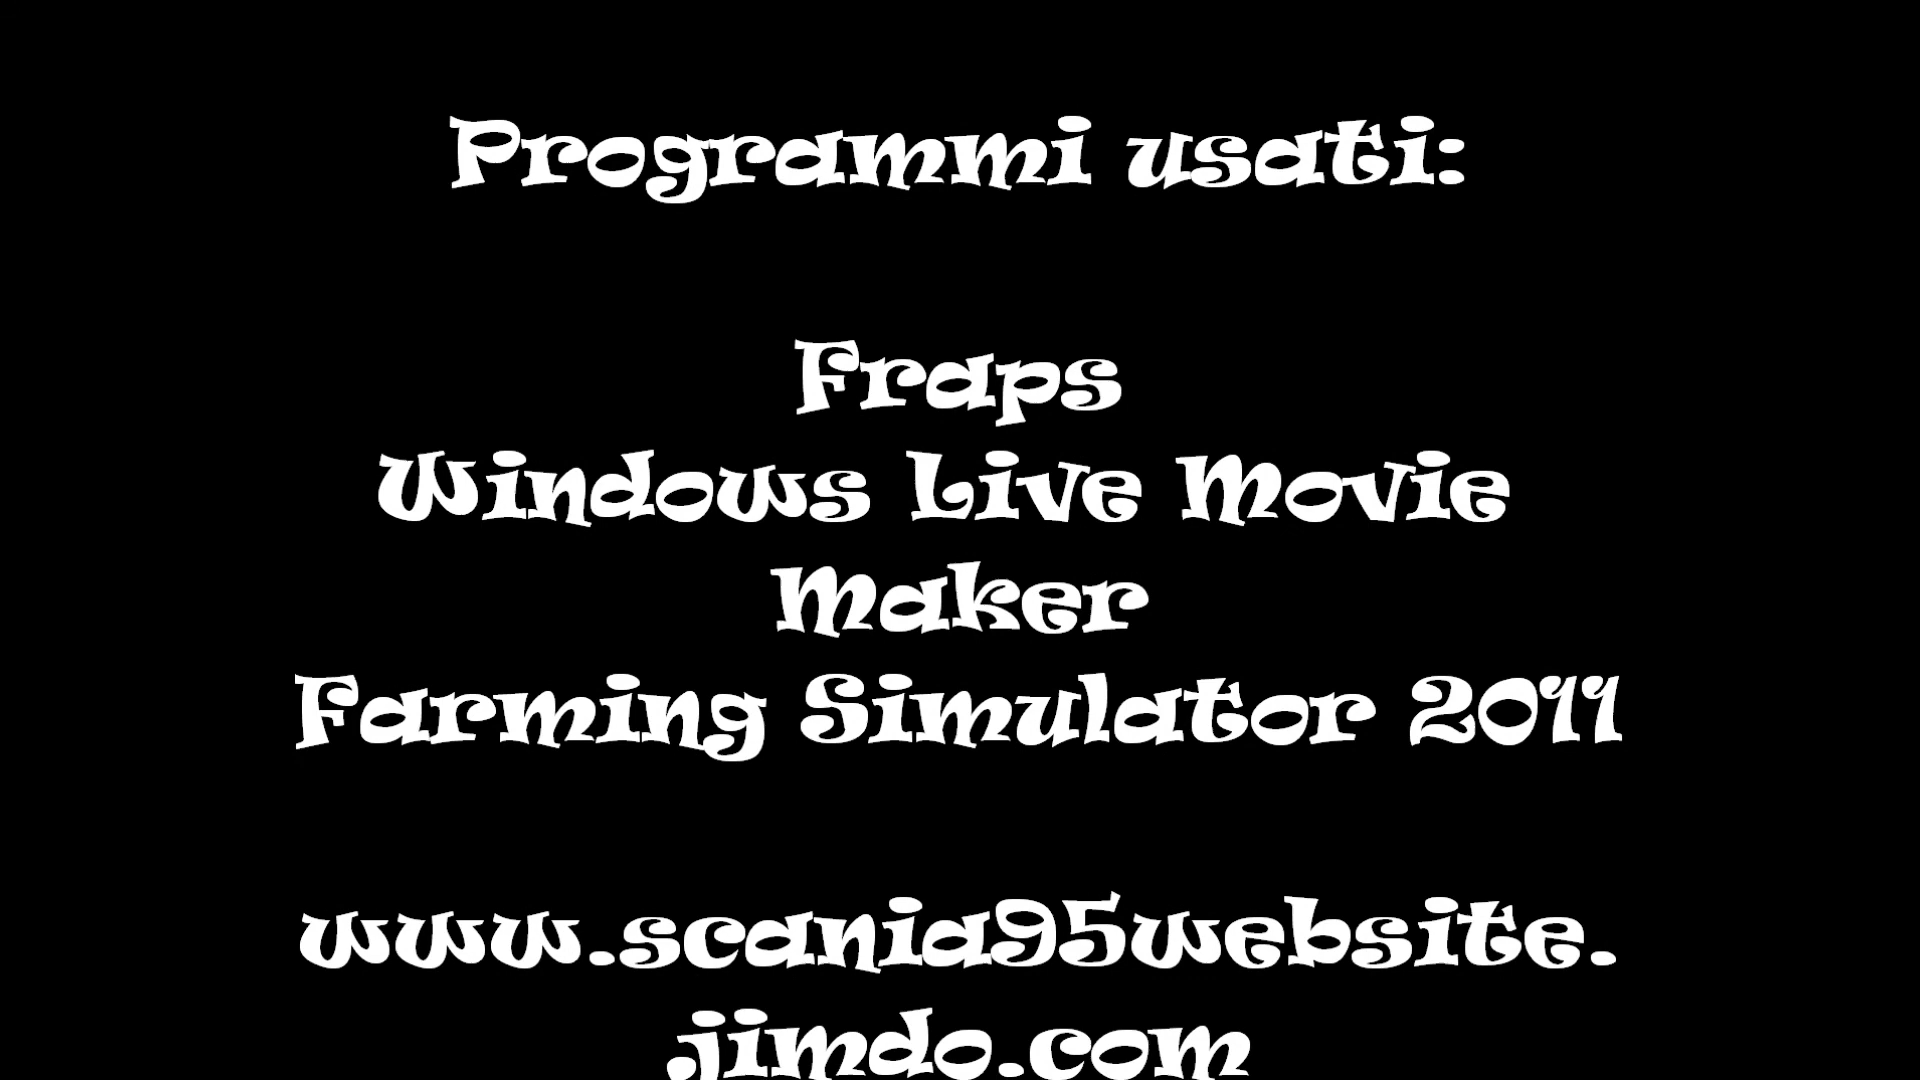 Programmi usati:
Fraps
Windows Live Movie
Maker
Farming Simulator 2011
www.scania95website.
jimdo.com